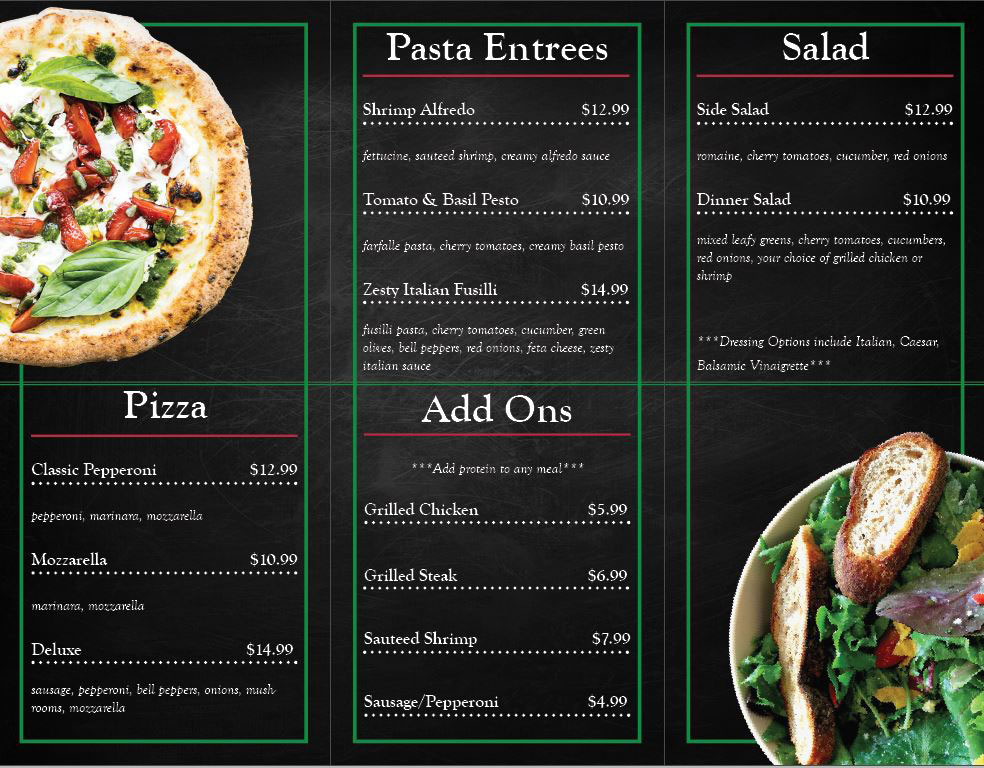 Pasta Entrees
Shrimp Alfredo $12.99
fettucine, sauteed shrimp, creamy alfredo sauce
Tomato & Basil Pesto $10.99
farfalle pasta, cherry tomatoes, creamy basil pesto
Zesty Italian Fusilli $14.99
fusilli pasta, cherry tomatoes, cucumber, green
olives, bell peppers, red onions, feta cheese, zesty
italian sauce
Salad
Side Salad $12.99
romaine, cherry tomatoes, cucumber, red onions
Dinner Salad $10.99
mixed leafy greens, cherry tomatoes, cucumbers,
red onions, your choice of grilled chicken or
shrimp
***Dressing Options include Italian, Caesar,
Balsamic Vinaigrette***
Pizza
Classic Pepperoni $12.99
pepperoni, marinara, mozzarella
Mozzarella $10.99
marinara, mozzarella
Deluxe $14.99
sausage, pepperoni, bell peppers, onions, mush-
rooms, mozzarella
Add Ons
***Add protein to any meal***
Grilled Chicken $5.99
Grilled Steak $6.99
Sauteed Shrimp $7.99
Sausage/Pepperoni $4.99